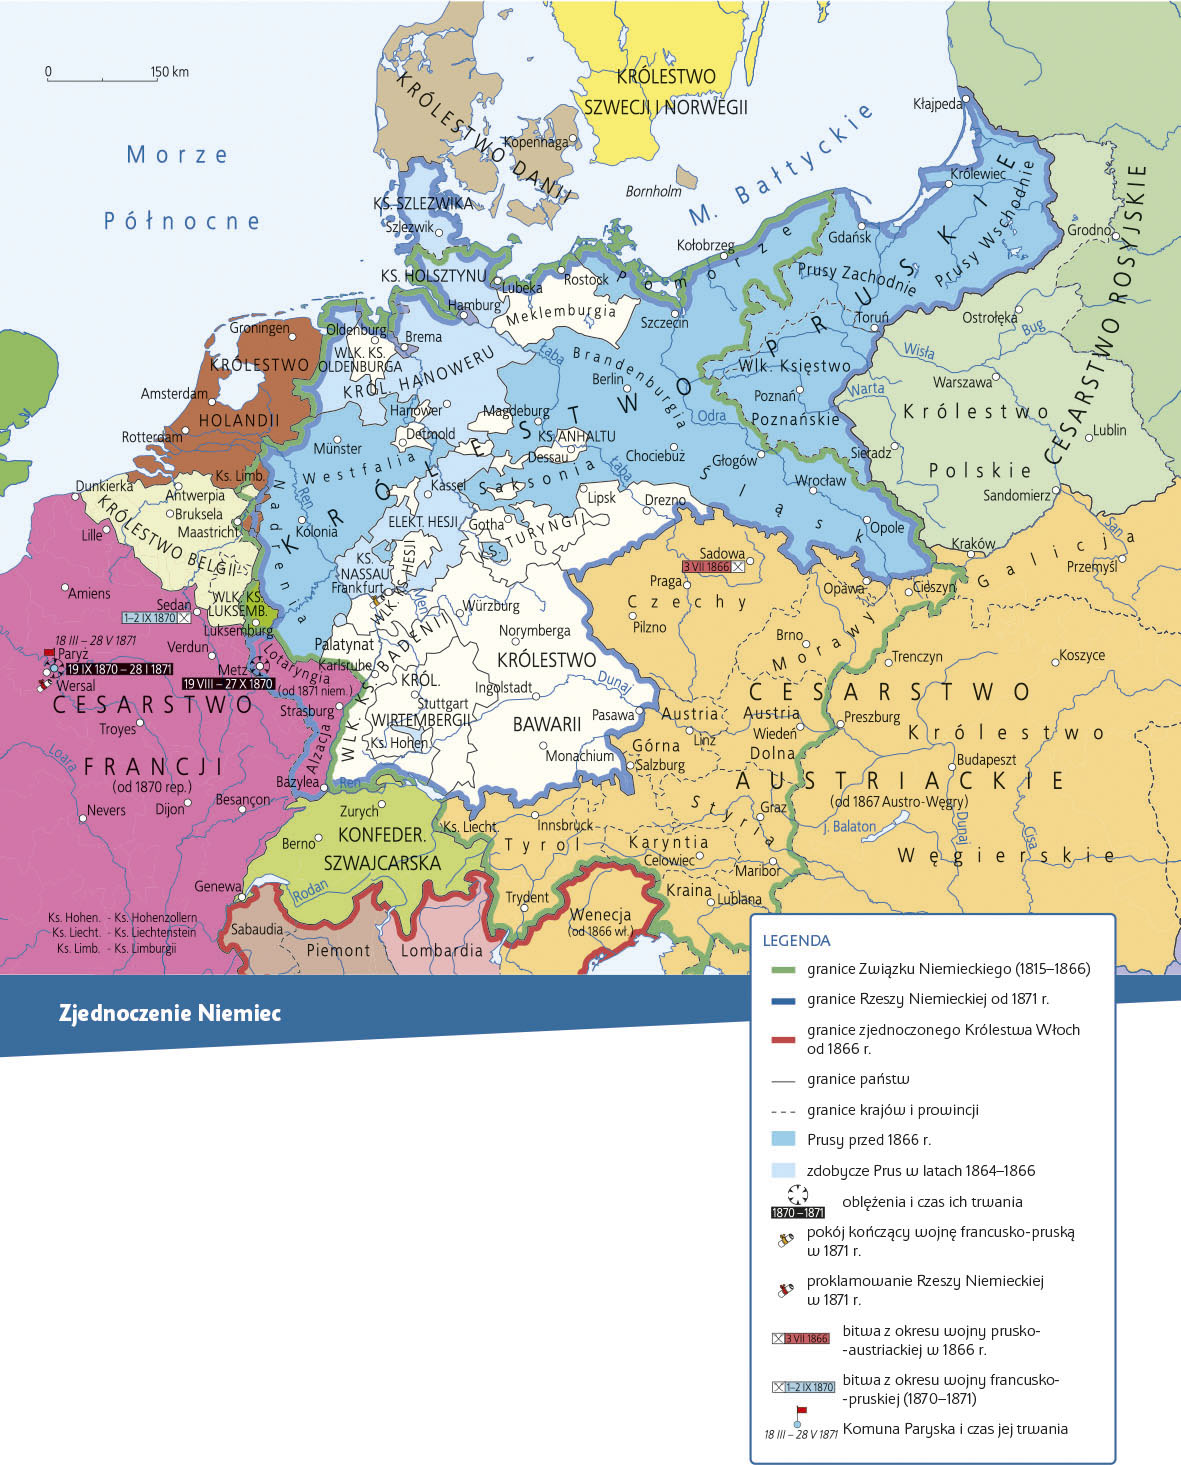 0 150 km
Morze
Północne
KRÓLESTWO DANII
Kopenhaga
KRÓLESTWO
SZWECJI I NORWEGII
Bornholm
M. Bałtyckie
Kłajpeda
Królewiec
Prusy Wschodnie
Gdańsk
Prusy Zachodnie
Grodno
CESARSTWO ROSYJSKIE
KS. SZLEZWIKA
Szlezwik
KS. HOLSZTYNU
Lubeka
Rostock
Kołobrzeg
Pomorze
Hamburg
Meklemburgia
Szczecin
Toruń
Ostrołęka
Bug
Groningen
Oldenburg
Brema
WLK. KS.
OLDENBURGA
KRÓL. HANOWERU
Łaba
Brandenburgia
Berlin
Wlk. Księstwo
Poznań
Poznańskie
Wisła
Warta
Warszawa
Królestwo
Polskie
KRÓLESTWO
HOLANDII
Amsterdam
Rotterdam
Hanower
Magdeburg
KRÓLESTWO PRUSKIE
Odra
Lublin
Sandomierz
Sieradz
Münster
Detmold
KS. ANHALTU
Dessau
Chociebuż
Głogów
Westfalia
Saksonia
Łaba
Śląsk
Wrocław
Ks. Limb.
Dunkierka
Antwerpia
Bruksela
Maastricht
KRÓLESTWO BELGII
Lille
Nadrenia
Ren
Kolonia
Kassel
ELEKT. HESJI
Gotha
S. TURYNGII
Lipsk
Drezno
Opole
Kraków
San
Galicja
Przemyśl
KS.
NASSAU
Frankfurt
WLK. KS. HESJI
Men
Würzburg
Sadowa
3 VII 1866
Praga
Czechy
Pilzno
Opawa
Cieszyn
Amiens
Sedan
1–2 IX 1870
WLK. KS.
LUKSEMB.
Luksemburg
18 III – 28 V 1871
Paryż
19 IX 1870 – 28 I 1871
Wersal
Verdun
Metz
19 VIII – 27 X 1870
Lotaryngia
(od 1871 niem.)
Palatynat
Karlsruhe
WLK. KS. BADENII
Norymberga
KRÓLESTWO
BAWARII
Brno
Morawy
Trenczyn
Koszyce
CESARSTWO
FRANCJI
(od 1870 rep.)
Troyes
Strasburg
Alzacja
KRÓL.
WIRTEMBERGII
Stuttgart
Ingolstadt
Dunaj
Pasawa
Ks. Hohen.
Monachium
Austria
Górna
Linz
Salzburg
Austria
Wiedeń
Dolna
CESARSTWO
AUSTRIACKIE
(od 1867 Austro-Węgry)
Preszburg
Królestwo
Węgierskie
Budapeszt
J. Balaton
Dunaj
Cisa
Loara
Nevers
Dijon
Besançon
Bazylea
Ren
Zurych
Berno
KONFEDER.
SZWAJCARSKA
Ks. Liecht.
Innsbruck
Tyrol
Styria
Graz
Karyntia
Celowiec
Maribor
Kraina
Lublana
Genewa
Rodan
Trydent
Wenecja
(od 1866 wł.)
Sabaudia
Piemont
Lombardia
Ks. Hohen. - Ks. Hohenzollern
Ks. Liecht. - Ks. Liechtenstein
Ks. Limb. - Ks. Limburgii
Zjednoczenie Niemiec
LEGENDA
granice Związku Niemieckiego (1815–1866)
granice Rzeszy Niemieckiej od 1871 r.
granice zjednoczonego Królestwa Włoch
od 1866 r.
granice państw
granice krajów i prowincji
Prusy przed 1866 r.
zdobycze Prus w latach 1864–1866
1870 –1871
oblężenia i czas ich trwania
pokój kończący wojnę francusko-pruską
w 1871 r.
proklamowanie Rzeszy Niemieckiej
w 1871 r.
3 VII 1866
bitwa z okresu wojny prusko-
-austriackiej w 1866 r.
1–2 IX 1870
bitwa z okresu wojny francusko-
-pruskiej (1870–1871)
18 III – 28 V 1871
Komuna Paryska i czas jej trwania